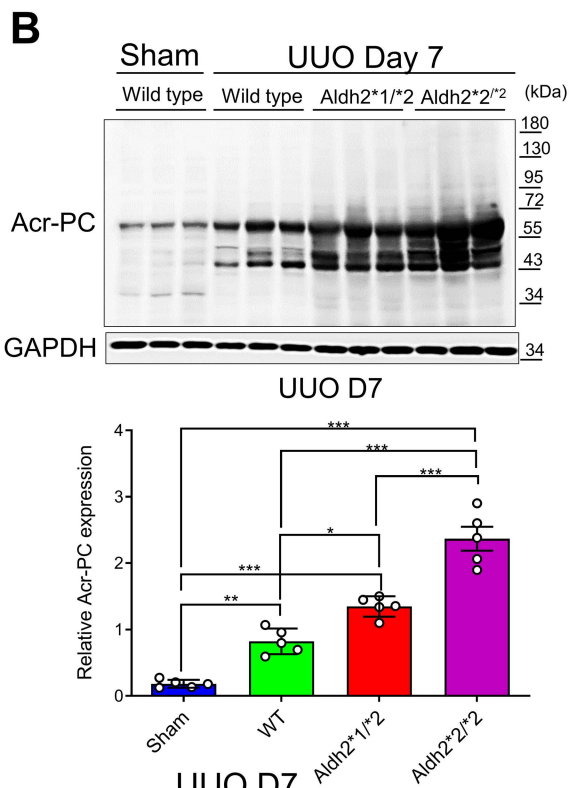 B
Sham UUO Day 7
Wild type Wild type Aldh2*1/*2 Aldh2*2/*2 (kDa)
180
130
95
72
Acr-PC
55
43
34
GAPDH 34
UUO D7
Relative Acr-PC expression
4
3
2
1
0
***
***
***
*
***
**
Sham WT Aldh2*1/*2 Aldh2*2/*2
UUO D7